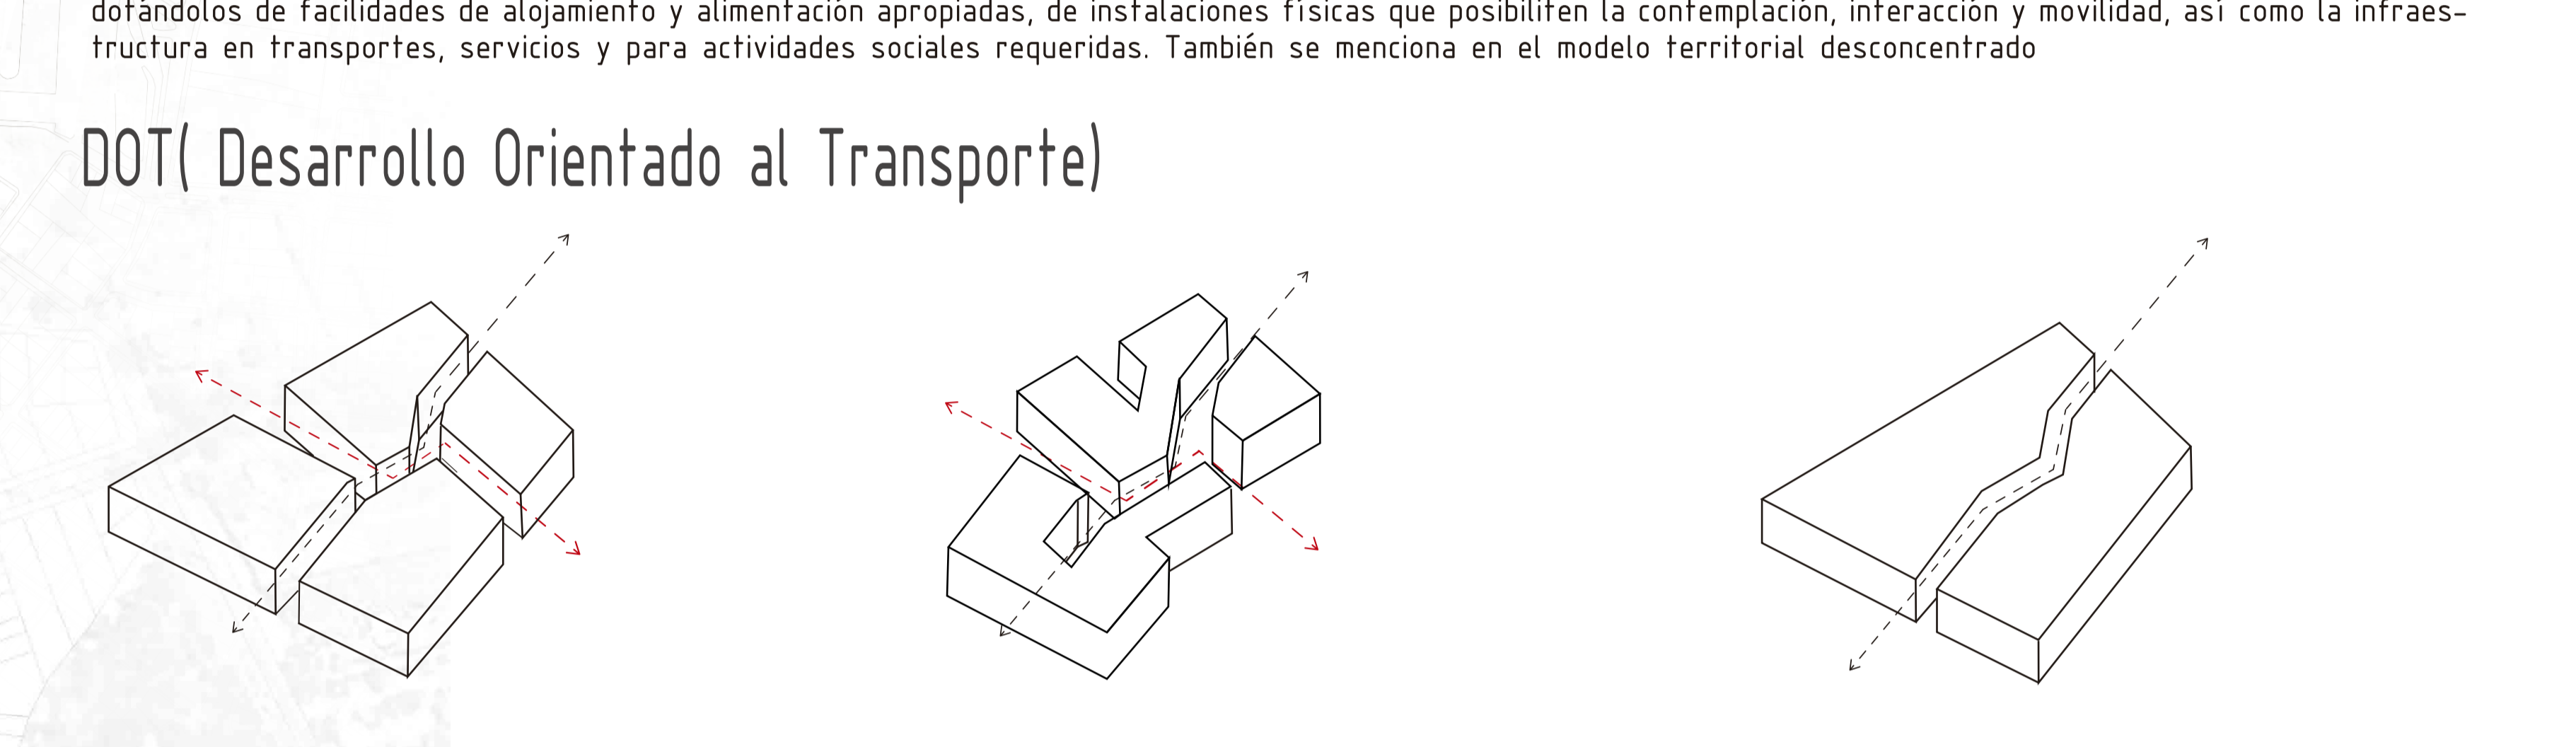 dotándolos de facilidades de alojamiento y alimentación apropiadas, de instalaciones físicas que posibiliten la contemplación, interacción y movilidad, así como la infraes-
tructura en transportes, servicios y para actividades sociales requeridas. También se menciona en el modelo territorial desconcentrado
DOT( Desarrollo Orientado al Transporte)